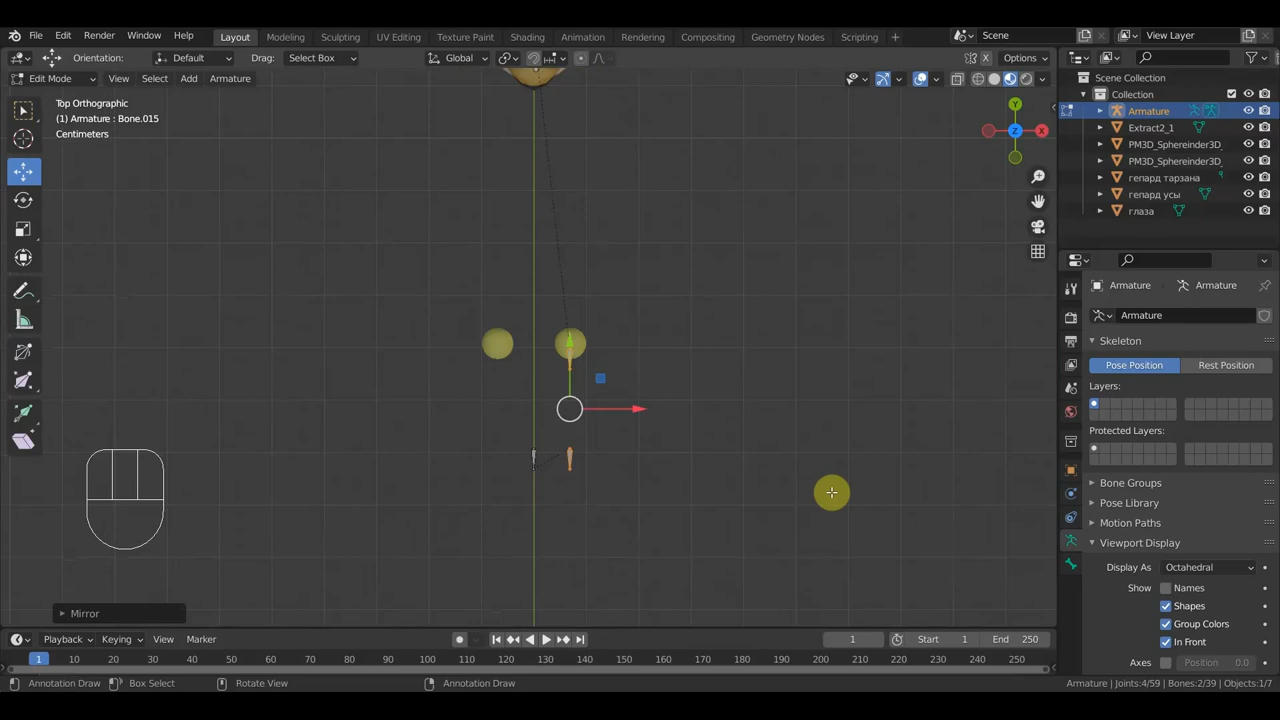 File Edit Render Window Help Layout Modeling Sculpting UV Editing Texture Paint Shading Animation Rendering Compositing Geometry Nodes Scripting + Scene View Layer
Orientation: Default Drag: Select Box Global X Options
Edit Mode View Select Add Armature
Top Orthographic
(1) Armature : Bone.015
Centimeters
Y
X
Z
Mirror
Scene Collection
Collection
Armature
Extract2_1
PM3D_Sphereinder3D_
PM3D_Sphereinder3D_
гепард тарзана
гепард усы
глаза
Armature Armature
Armature
Skeleton
Pose Position Rest Position
Layers:
Protected Layers:
Bone Groups
Pose Library
Motion Paths
Viewport Display
Display As Octahedral
Show Names
Shapes
Group Colors
In Front
Axes Position 0.0
Playback Keying View Marker 1 Start 1 End 250
1 10 20 30 40 50 60 70 80 90 100 110 120 130 140 150 160 170 180 190 200 210 220 230 240 250
Annotation Draw Box Select Rotate View Annotation Draw Armature | Joints:4/59 | Bones:2/39 | Objects:1/7